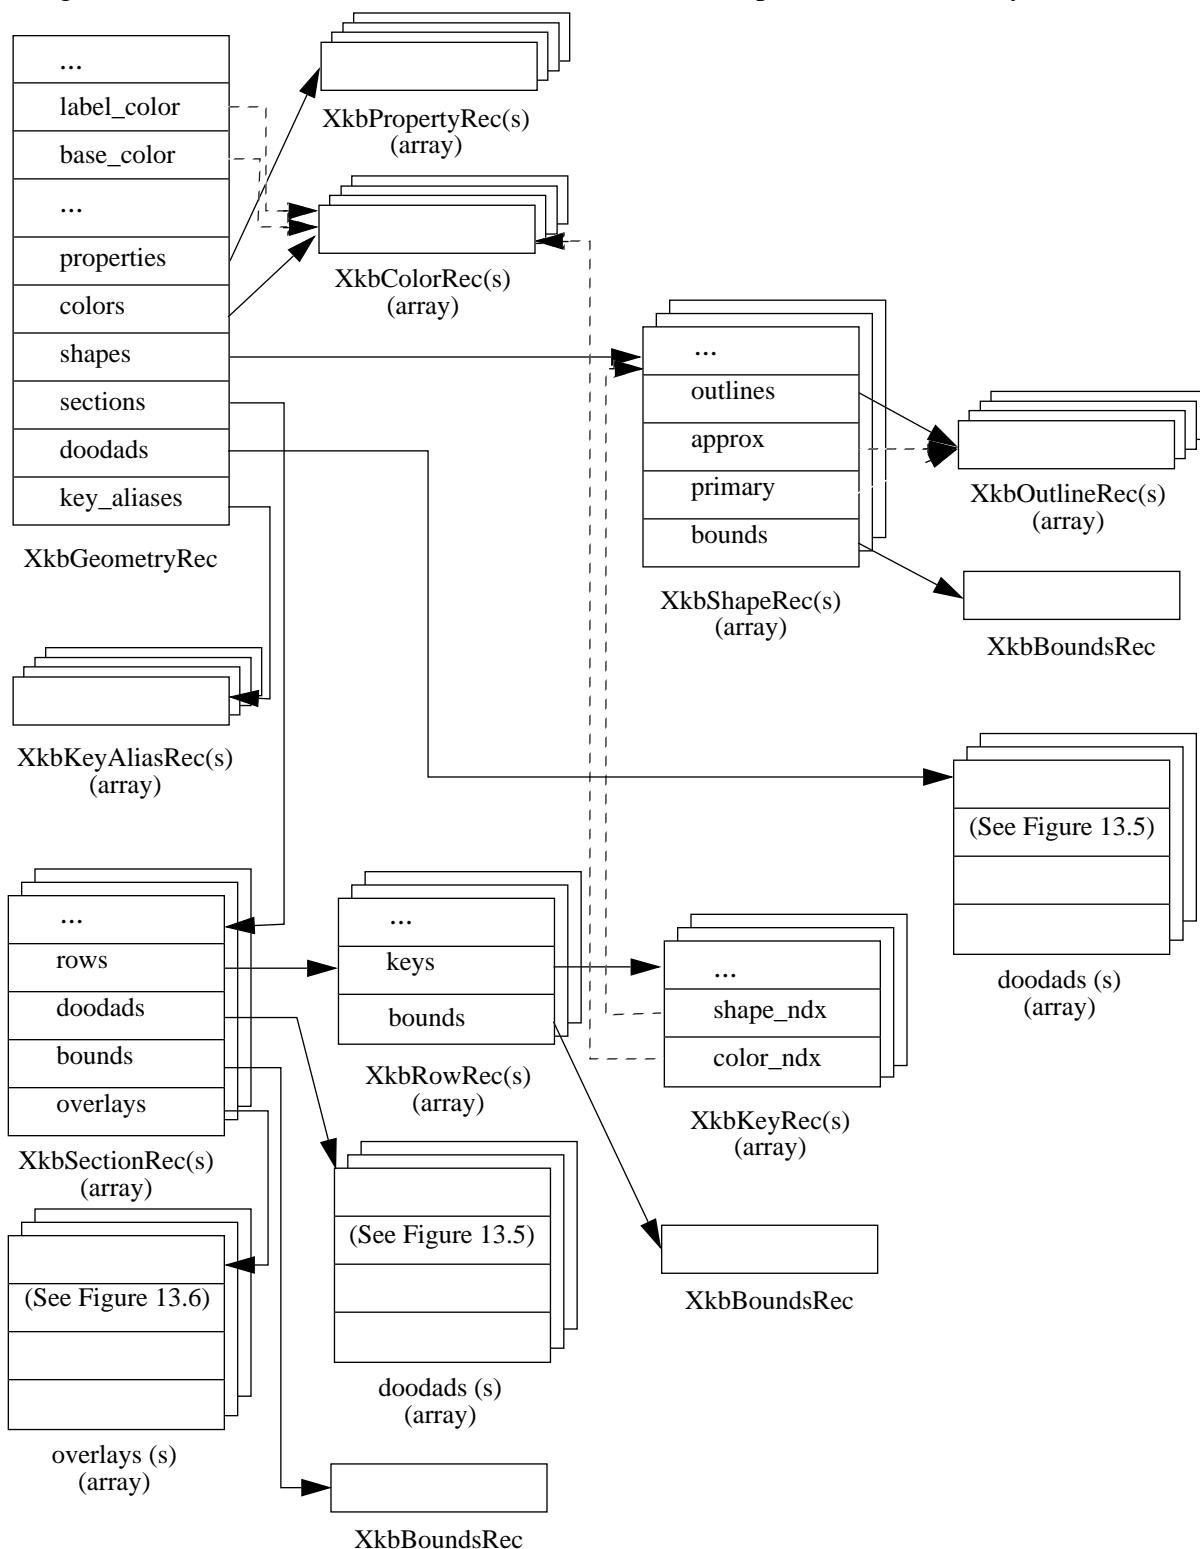 ...
label_color
base_color
...
properties
colors
shapes
sections
doodads
key_aliases
XkbGeometryRec
XkbPropertyRec(s)
(array)
XkbColorRec(s)
(array)
...
outlines
approx
primary
bounds
XkbShapeRec(s)
(array)
XkbOutlineRec(s)
(array)
XkbBoundsRec
XkbKeyAliasRec(s)
(array)
(See Figure 13.5)
doodads (s)
(array)
...
rows
doodads
bounds
overlays
XkbSectionRec(s)
(array)
...
keys
bounds
XkbRowRec(s)
(array)
...
shape_ndx
color_ndx
XkbKeyRec(s)
(array)
(See Figure 13.6)
overlays (s)
(array)
(See Figure 13.5)
doodads (s)
(array)
XkbBoundsRec
XkbBoundsRec